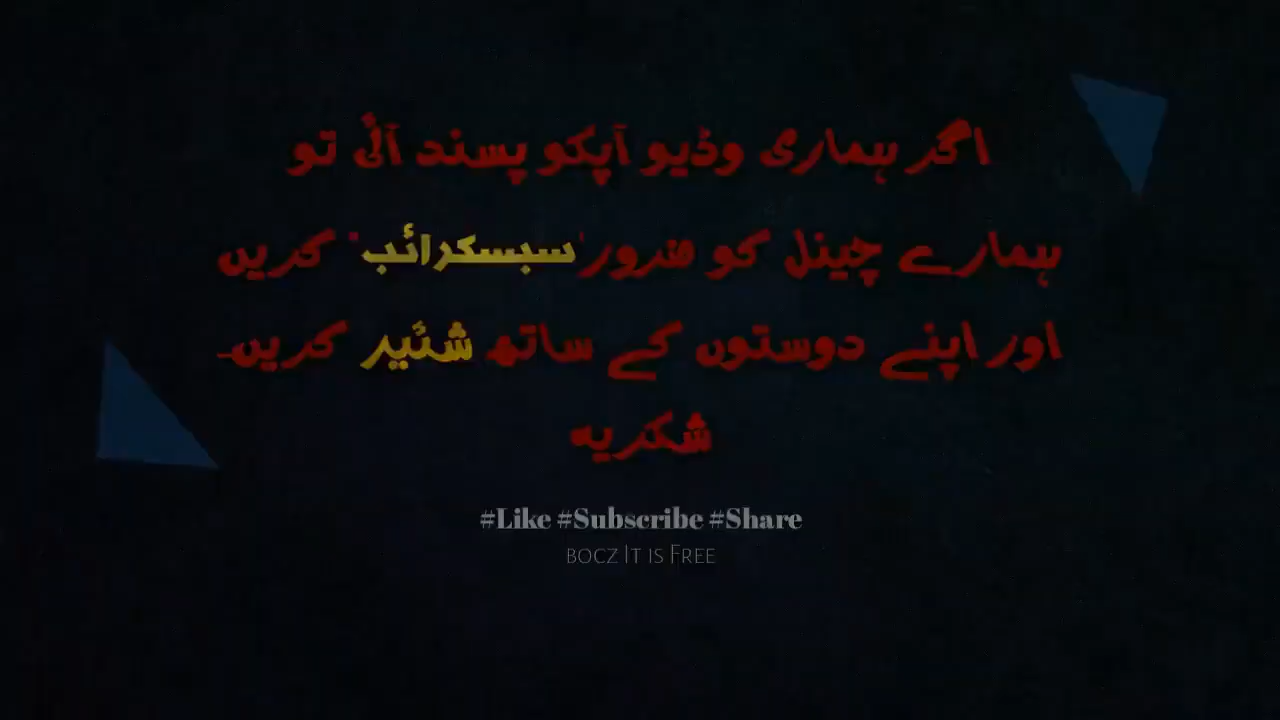 اگر ہماری وڈیو آپکو پسند آئی تو
ہمارے چینل کو ضرور'سبسکرائب' کریں
اور اپنے دوستوں کے ساتھ شئیر کریں۔
شکریہ
#Like #Subscribe #Share
bocz It is Free